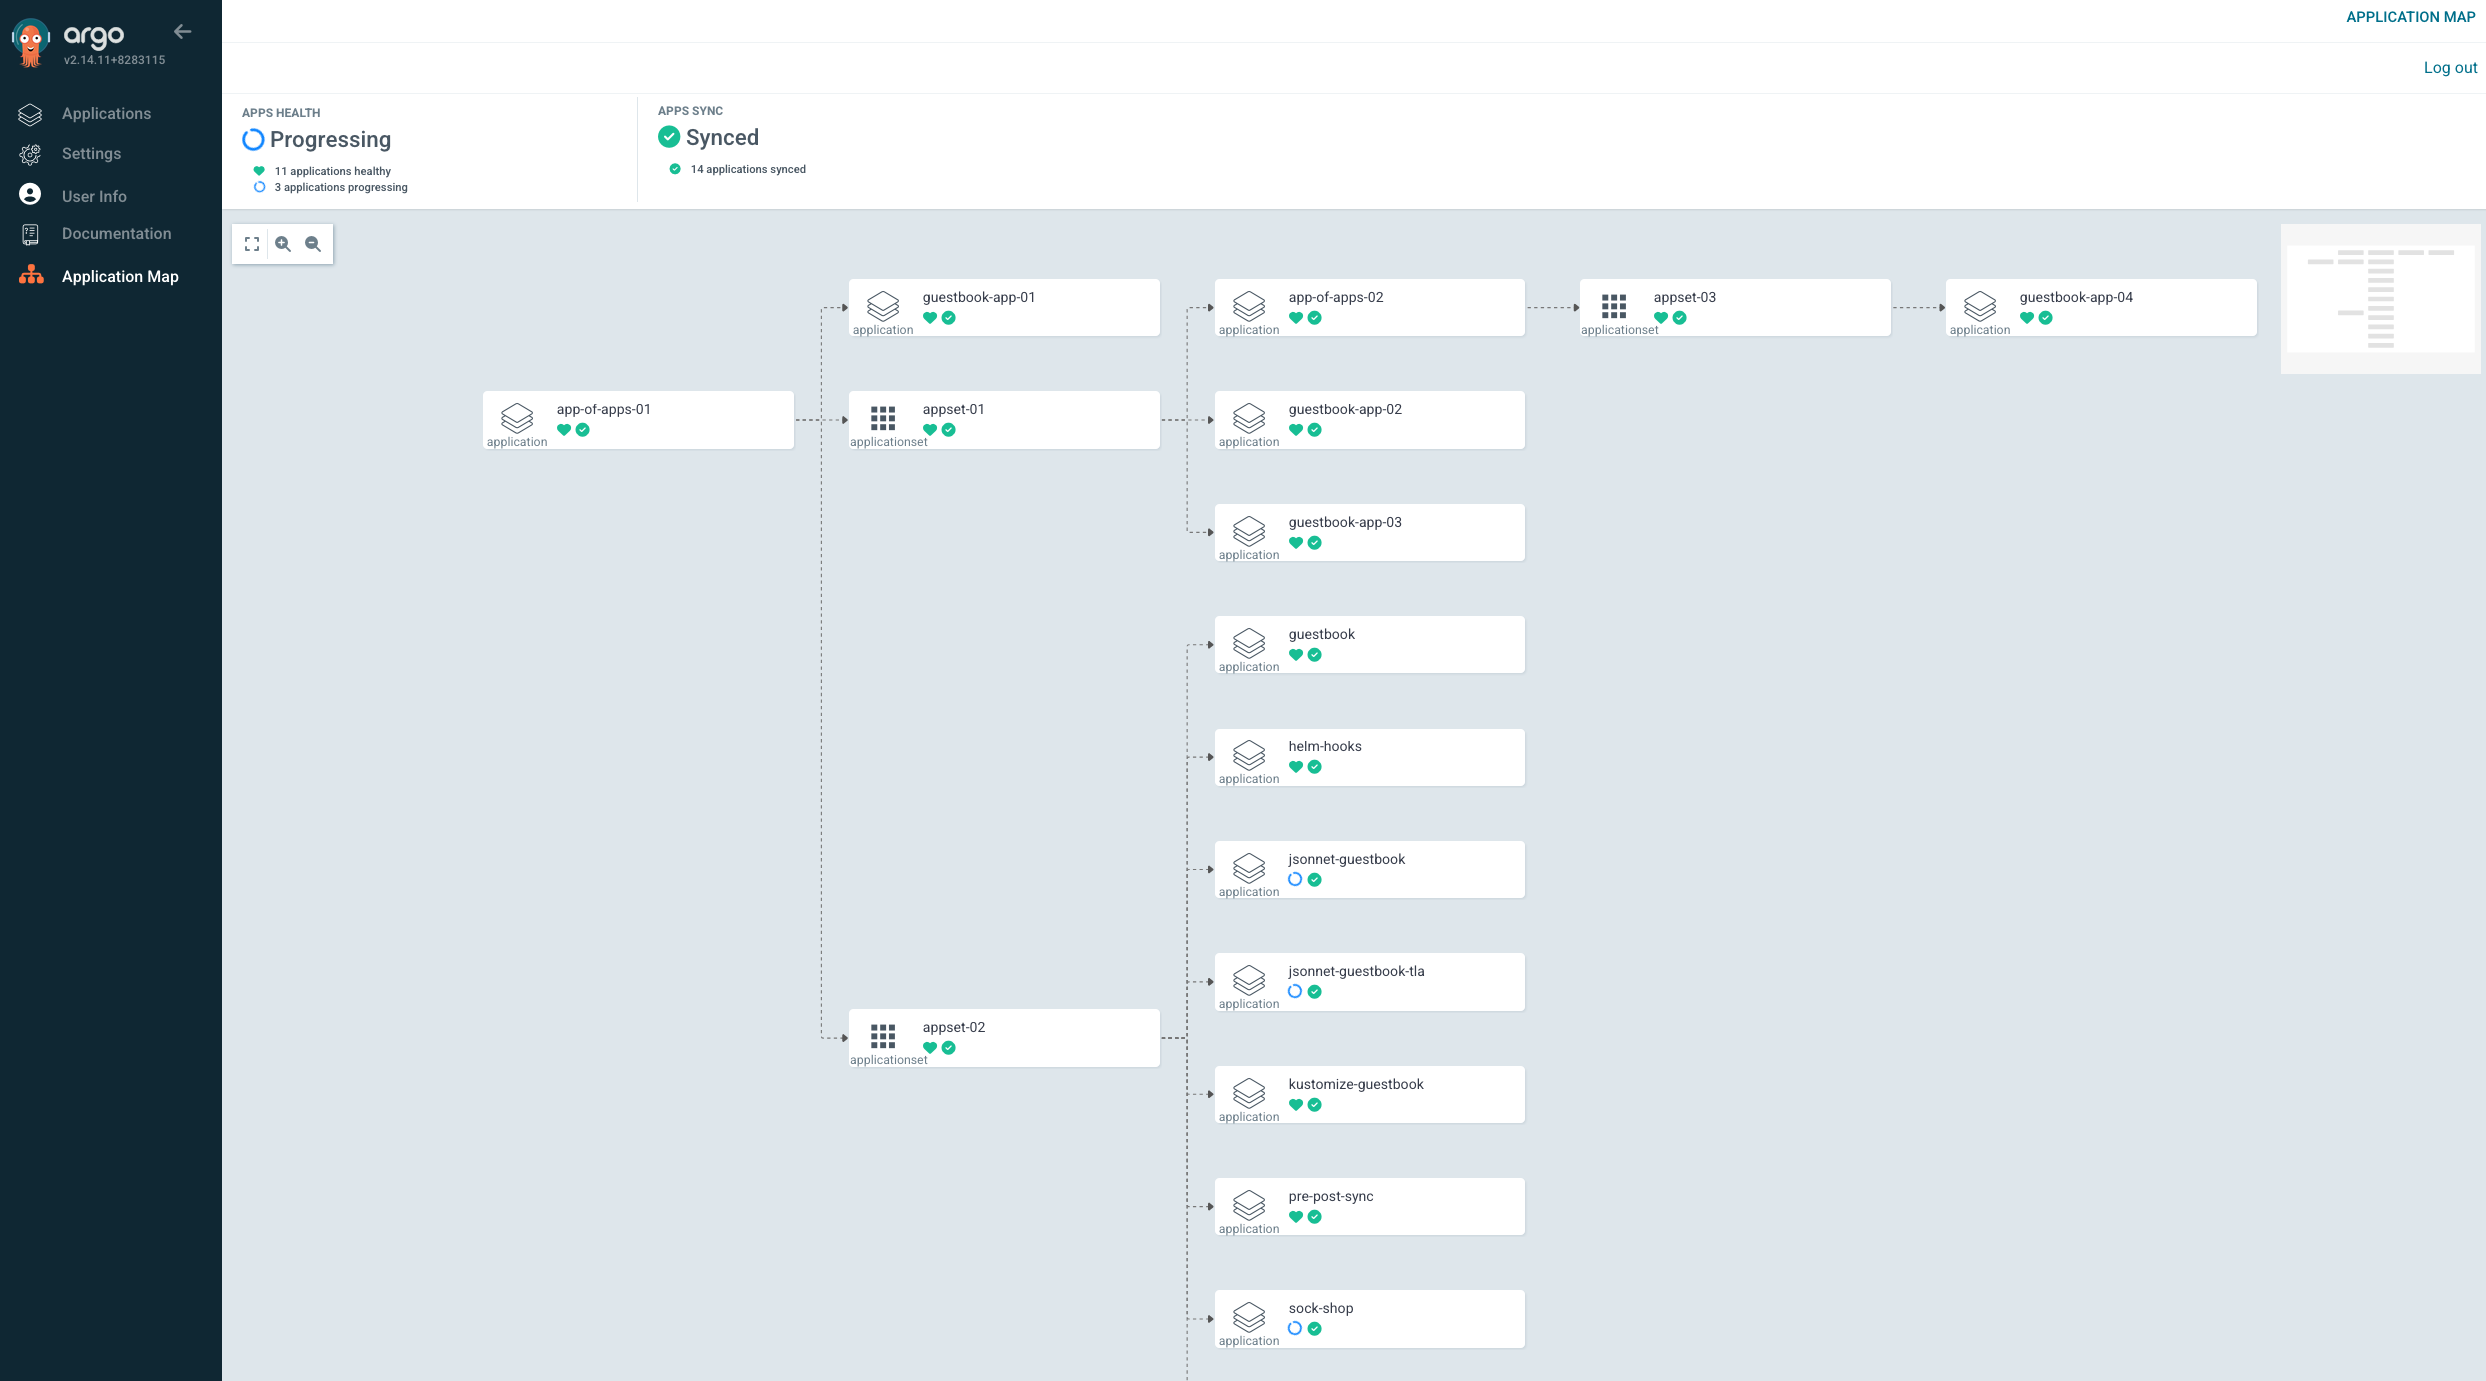 argo
v2.14.11+8283115
Applications
Settings
User Info
Documentation
Application Map
APPLICATION MAP
Log out
APPS HEALTH
Progressing
11 applications healthy
3 applications progressing
APPS SYNC
Synced
14 applications synced
guestbook-app-01
application
app-of-apps-02
application
appset-03
applicationset
guestbook-app-04
application
app-of-apps-01
application
appset-01
applicationset
guestbook-app-02
application
guestbook-app-03
application
guestbook
application
helm-hooks
application
jsonnet-guestbook
application
jsonnet-guestbook-tla
application
appset-02
applicationset
kustomize-guestbook
application
pre-post-sync
application
sock-shop
application